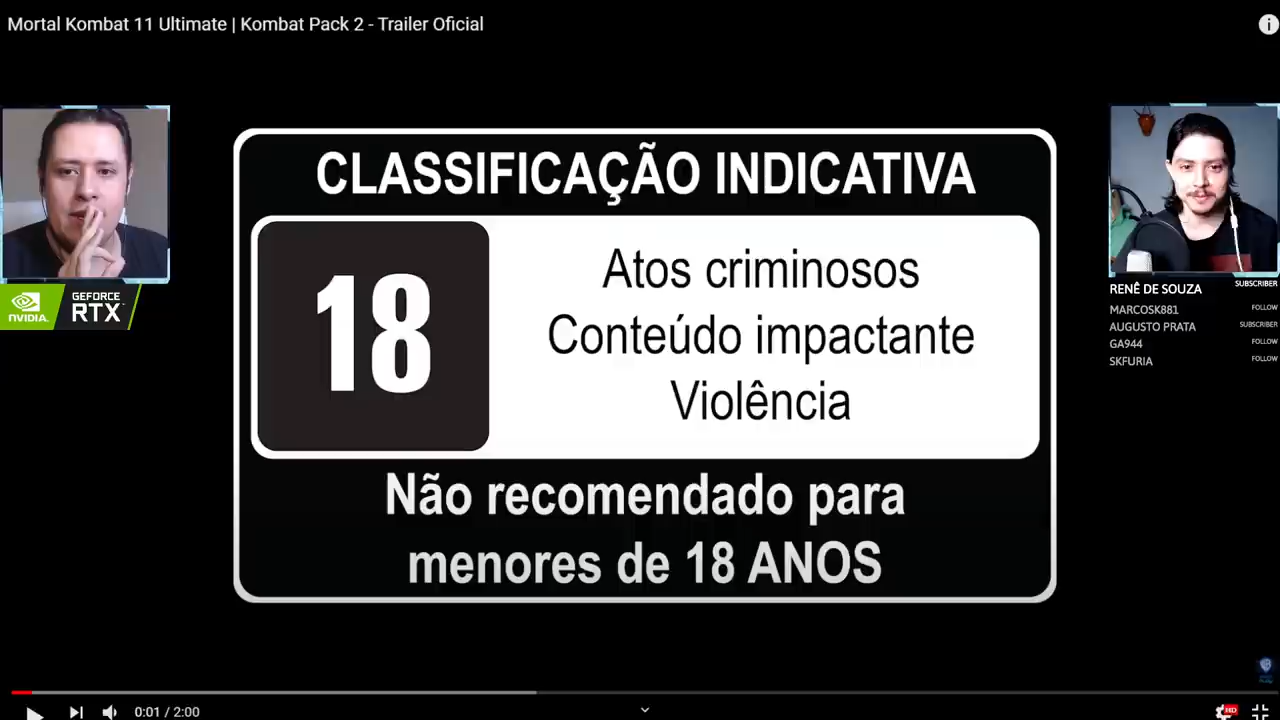 Mortal Kombat 11 Ultimate | Kombat Pack 2 - Trailer Oficial
CLASSIFICAÇÃO INDICATIVA
18
Atos criminosos
Conteúdo impactante
Violência
Não recomendado para
menores de 18 ANOS
NVIDIA.
GEFORCE
RTX
RENÊ DE SOUZA SUBSCRIBER
MARCOSK881 FOLLOW
AUGUSTO PRATA SUBSCRIBER
GA944 FOLLOW
SKFURIA FOLLOW
0:01 / 2:00
HD